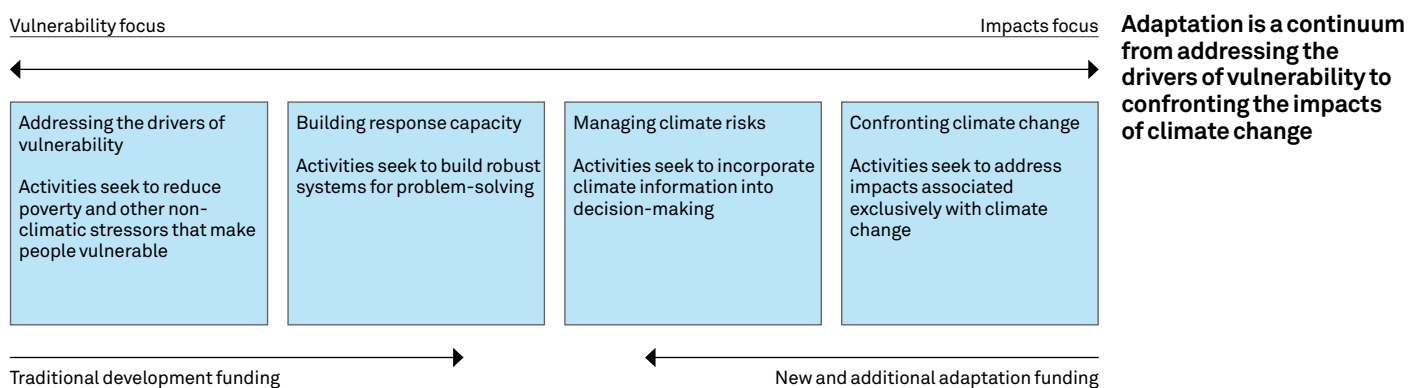 Vulnerability focus
Impacts focus
Adaptation is a continuum
from addressing the
drivers of vulnerability to
confronting the impacts
of climate change
Addressing the drivers of
vulnerability
Activities seek to reduce
poverty and other non-
climatic stressors that make
people vulnerable
Building response capacity
Activities seek to build robust
systems for problem-solving
Managing climate risks
Activities seek to incorporate
climate information into
decision-making
Confronting climate change
Activities seek to address
impacts associated
exclusively with climate
change
Traditional development funding
New and additional adaptation funding